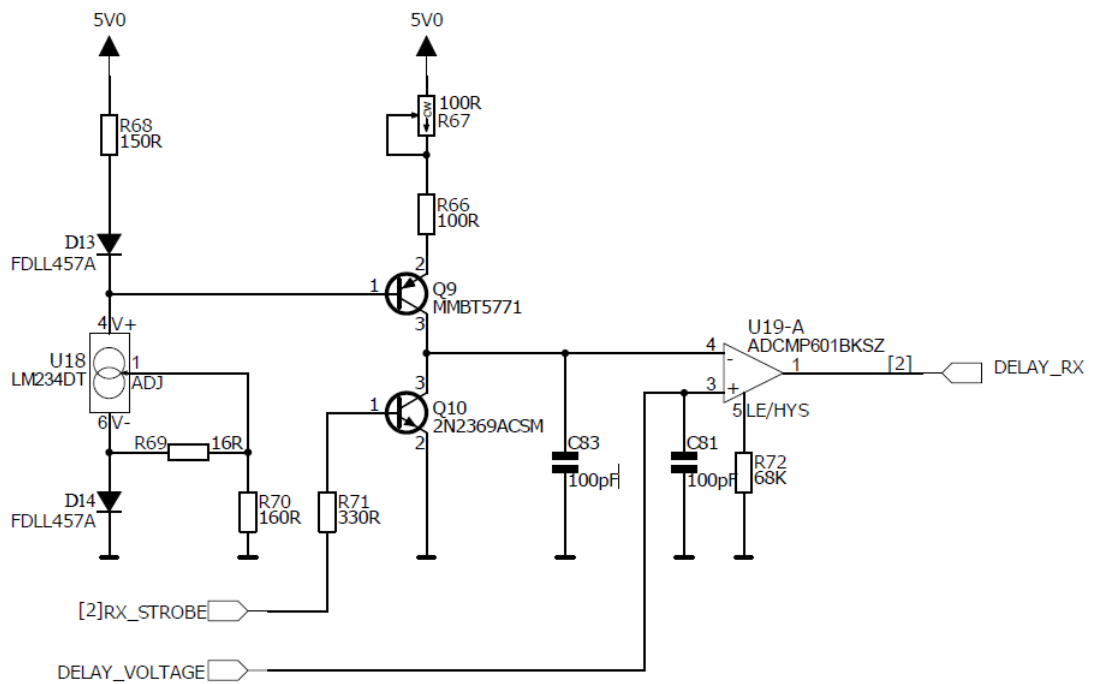 5V0
5V0
R68
150R
100R
R67
CW
R66
100R
D13
FDLL457A
2
1
Q9
MMBT5771
3
4 V+
U18
LM234DT
1
ADJ
6 V-
R69
16R
D14
FDLL457A
R70
160R
R71
330R
3
1
Q10
2N2369ACSM
2
C83
100pF
C81
100pF
U19-A
ADCMP601BKSZ
4
-
3
+
1
5 LE/HYS
[2]
DELAY_RX
R72
68K
[2]RX_STROBE
DELAY_VOLTAGE